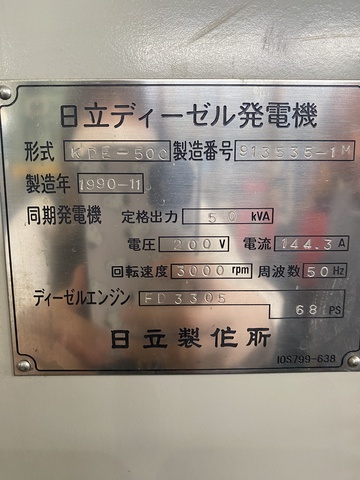 日立ディーゼル発電機
形式 KDE-50C 製造番号 913535-1M
製造年 1990-11
同期発電機 定格出力 50 kVA
電圧 200 V 電流 144.3 A
回転速度 3000 rpm 周波数 50 Hz
ディーゼルエンジン FD3305 68 PS
日立製作所
IOS799-638